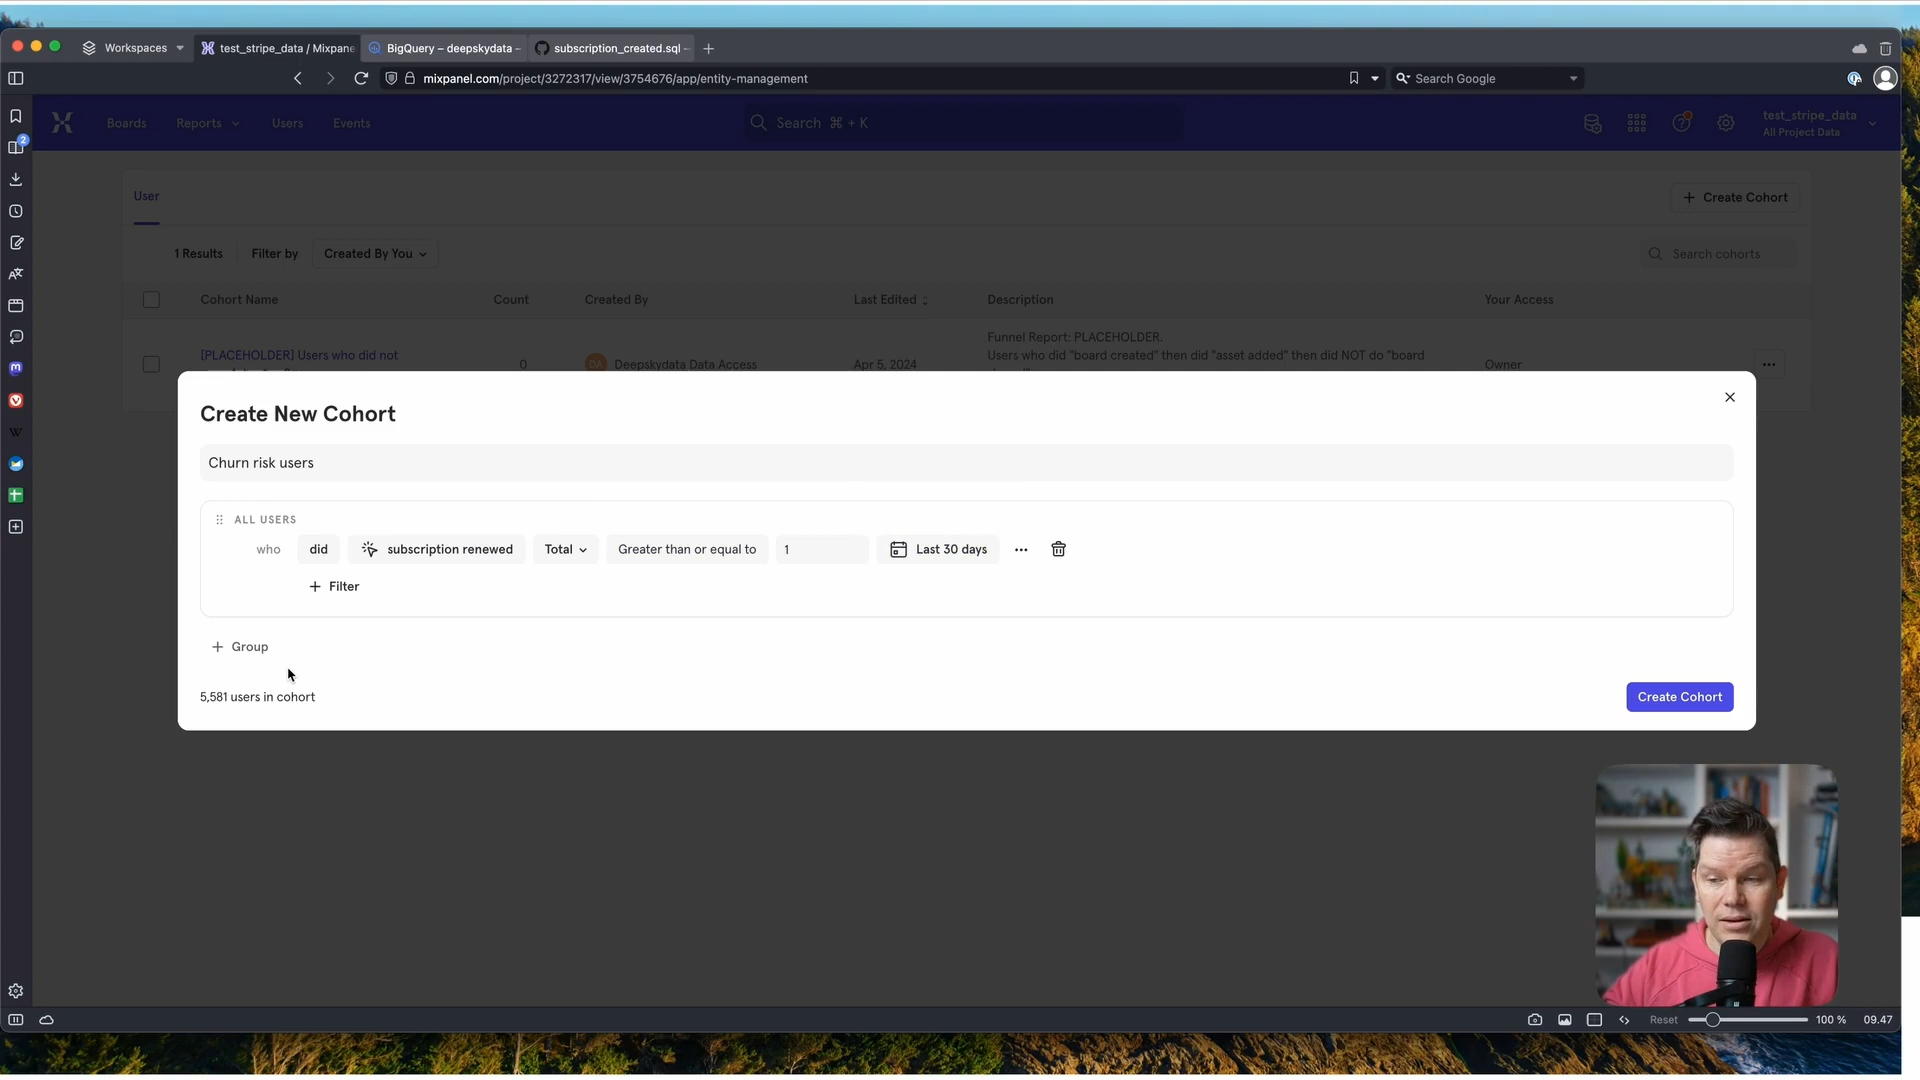 Workspaces
test_stripe_data / Mixpane
BigQuery – deepskydata -
subscription_created.sql -
mixpanel.com/project/3272317/view/3754676/app/entity-management
Search Google
2
Boards
Reports
Users
Events
Search ⌘ + K
test_stripe_data
All Project Data
User
+ Create Cohort
1 Results
Filter by
Created By You
Search cohorts
Cohort Name
Count
Created By
Last Edited
Description
Your Access
Funnel Report: PLACEHOLDER.
[PLACEHOLDER] Users who did not
Users who did "board created" then did "asset added" then did NOT do "board
0
DA
Deepskydata Data Access
Apr 5, 2024
Owner
Create New Cohort
Churn risk users
ALL USERS
who
did
subscription renewed
Total
Greater than or equal to
1
Last 30 days
+ Filter
+ Group
5,581 users in cohort
Create Cohort
Reset
100 %
09.47